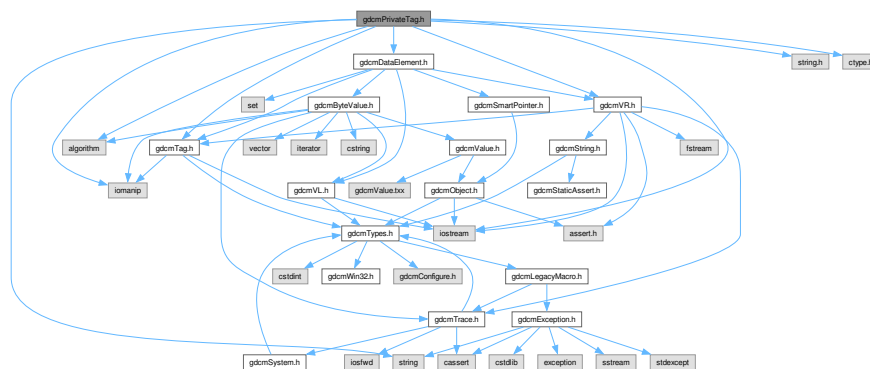 gdcmPrivateTag.h
gdcmDataElement.h
string.h
ctype.h
set
gdcmByteValue.h
gdcmSmartPointer.h
gdcmVR.h
algorithm
gdcmTag.h
vector
iterator
cstring
gdcmValue.h
gdcmString.h
fstream
iomanip
gdcmVL.h
gdcmValue.txx
gdcmObject.h
gdcmStaticAssert.h
gdcmTypes.h
iostream
assert.h
cstdint
gdcmWin32.h
gdcmConfigure.h
gdcmLegacyMacro.h
gdcmTrace.h
gdcmException.h
gdcmSystem.h
iosfwd
string
cassert
cstdlib
exception
sstream
stdexcept